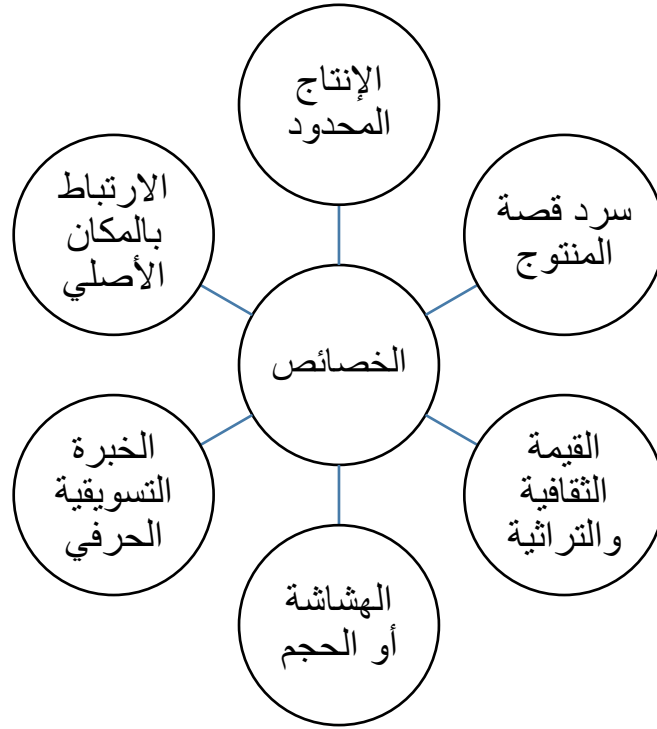 الإنتاج
المحدود
سرد قصة
المنتوج
القيمة
الثقافية
والتراثية
الهشاشة
أو الحجم
الخبرة
التسويقية
الحرفي
الارتباط
بالمكان
الأصلي
الخصائص